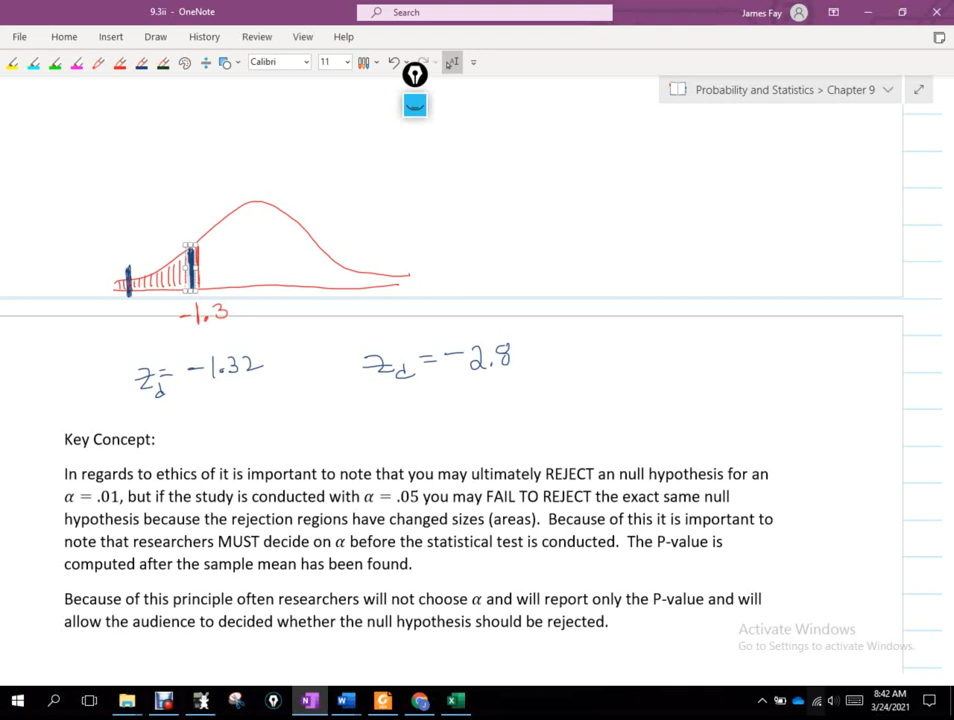 9.3ii - OneNote
Search
James Fay
File Home Insert Draw History Review View Help
Calibri 11
Probability and Statistics > Chapter 9
-1.3
zd = -1.32
zd = -2.8
Key Concept:
In regards to ethics of it is important to note that you may ultimately REJECT an null hypothesis for an
α = .01, but if the study is conducted with α = .05 you may FAIL TO REJECT the exact same null
hypothesis because the rejection regions have changed sizes (areas). Because of this it is important to
note that researchers MUST decide on α before the statistical test is conducted. The P-value is
computed after the sample mean has been found.
Because of this principle often researchers will not choose α and will report only the P-value and will
allow the audience to decided whether the null hypothesis should be rejected.
Activate Windows
Go to Settings to activate Windows.
8:42 AM
3/24/2021